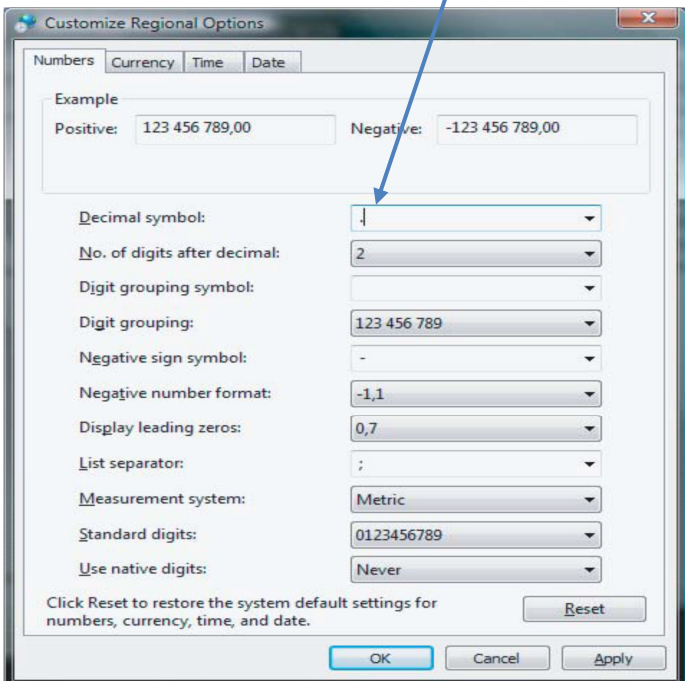 Customize Regional Options
Numbers Currency Time Date
Example
Positive: 123 456 789,00 Negative: -123 456 789,00
Decimal symbol: .
No. of digits after decimal: 2
Digit grouping symbol:
Digit grouping: 123 456 789
Negative sign symbol: -
Negative number format: -1,1
Display leading zeros: 0,7
List separator: ;
Measurement system: Metric
Standard digits: 0123456789
Use native digits: Never
Click Reset to restore the system default settings for
numbers, currency, time, and date. Reset
OK Cancel Apply